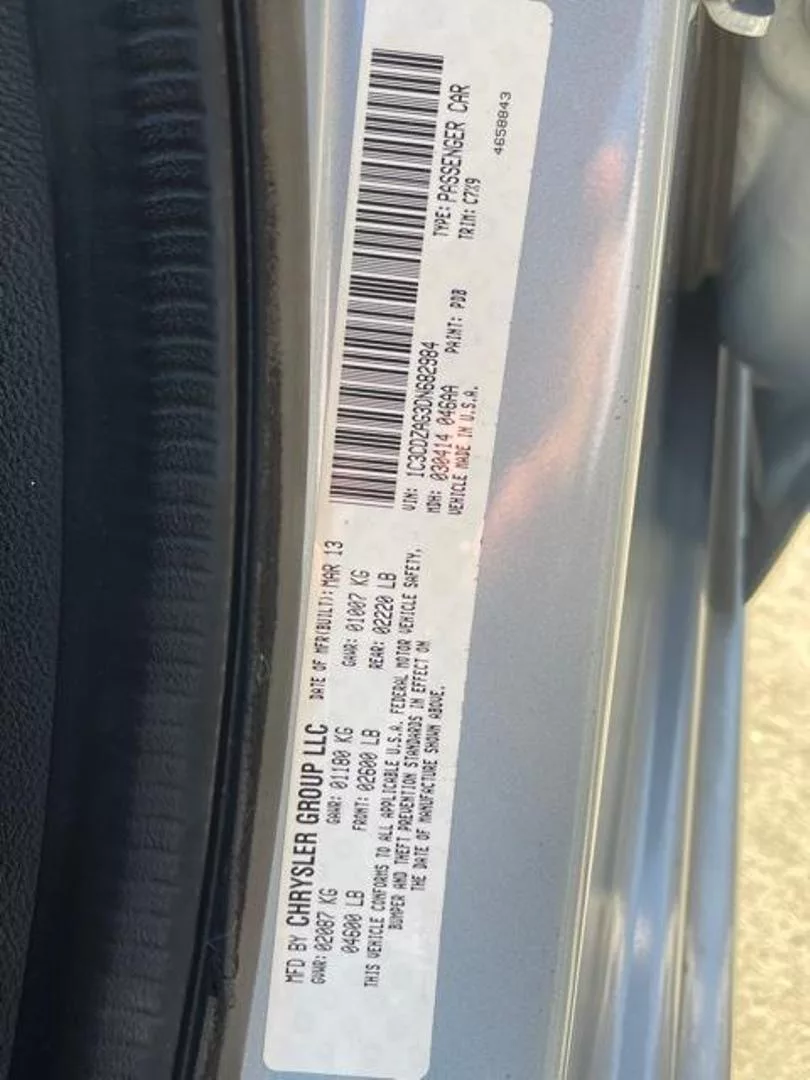 MFD BY CHRYSLER GROUP LLC DATE OF MFR(BUILT): MAR 13
GVWR: 02087 KG GAWR: 01180 KG GAWR: 01007 KG
04600 LB FRONT: 02600 LB REAR: 02220 LB
THIS VEHICLE CONFORMS TO ALL APPLICABLE U.S.A. FEDERAL MOTOR VEHICLE SAFETY,
BUMPER AND THEFT PREVENTION STANDARDS IN EFFECT ON
THE DATE OF MANUFACTURE SHOWN ABOVE.
VIN: 1C3CDZAG3DN682984 TYPE: PASSENGER CAR
MDH: 030414 046AA PAINT: PDB TRIM: C7X9
VEHICLE MADE IN U.S.A.
4658843